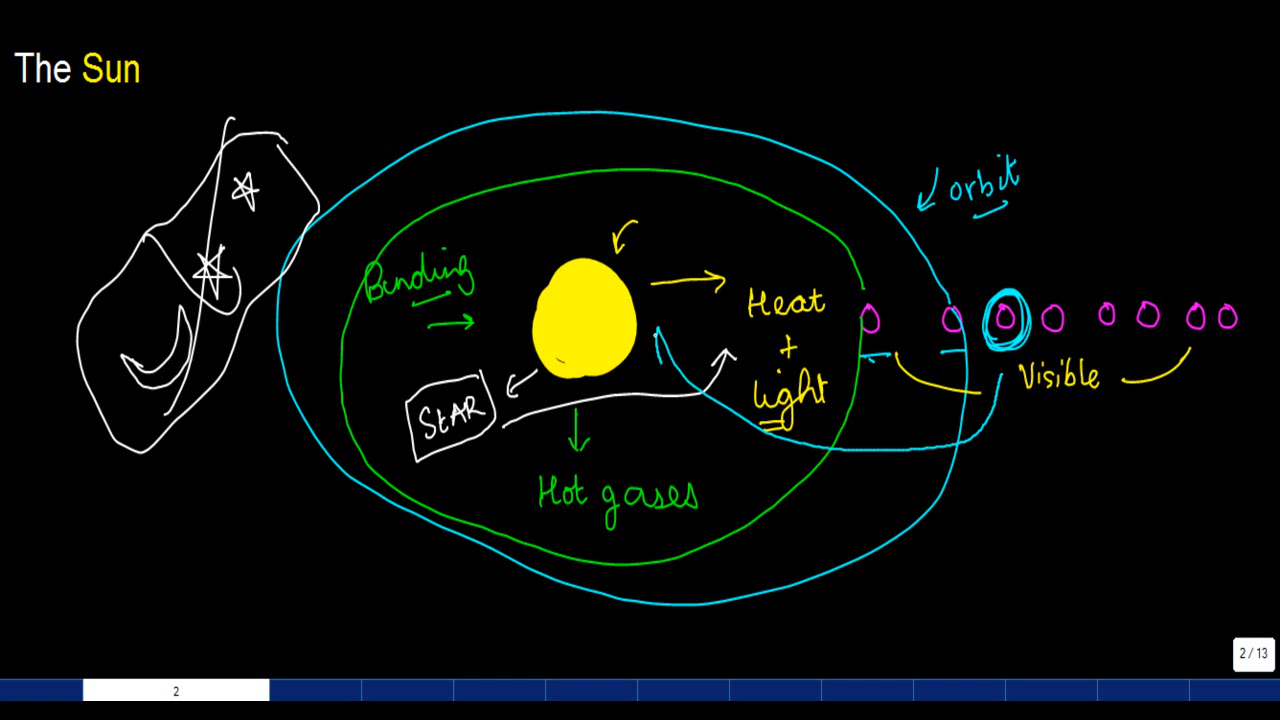 The Sun
orbit
Binding
Heat
+
light
Visible
StAR
Hot gases
2 / 13
2